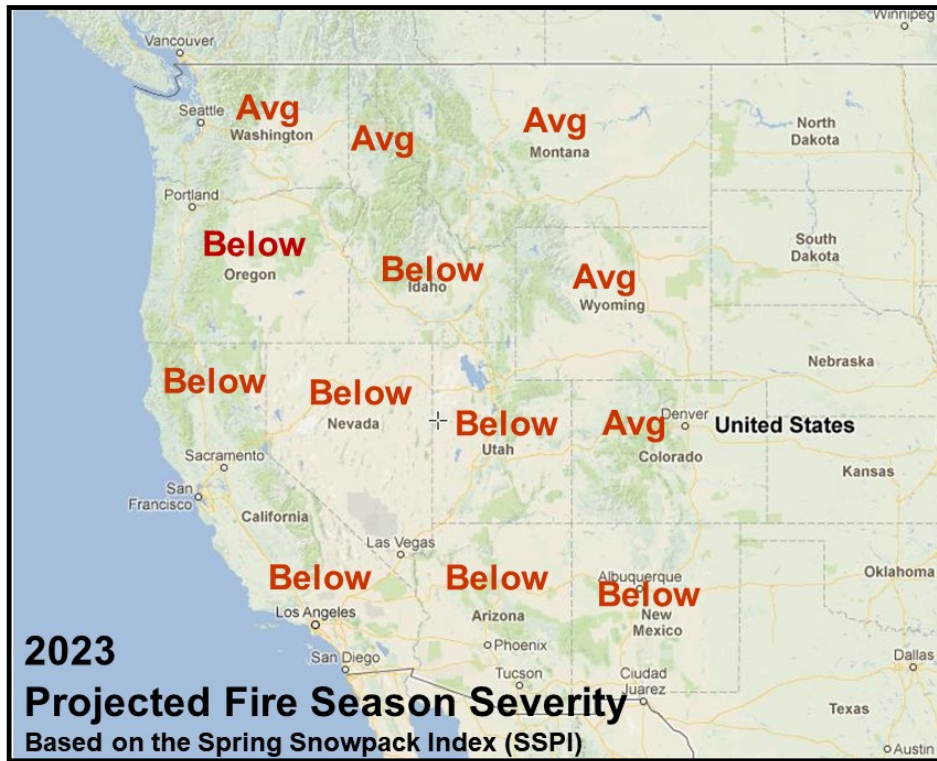 Winnipeg
Vancouver
Seattle
Avg
Washington
Avg
Avg
Montana
North
Dakota
Portland
Below
Oregon
Below
Idaho
Avg
Wyoming
South
Dakota
Below
Below
Nevada
Below
Utah
Avg
Denver
Colorado
United States
Nebraska
Kansas
Sacramento
San
Francisco
California
Las Vegas
Below
Los Angeles
Below
Arizona
Albuquerque
Below
New
Mexico
Oklahoma
Phoenix
Tucson
San Diego
Ciudad
Juarez
Dallas
Texas
Austin
2023
Projected Fire Season Severity
Based on the Spring Snowpack Index (SSPI)